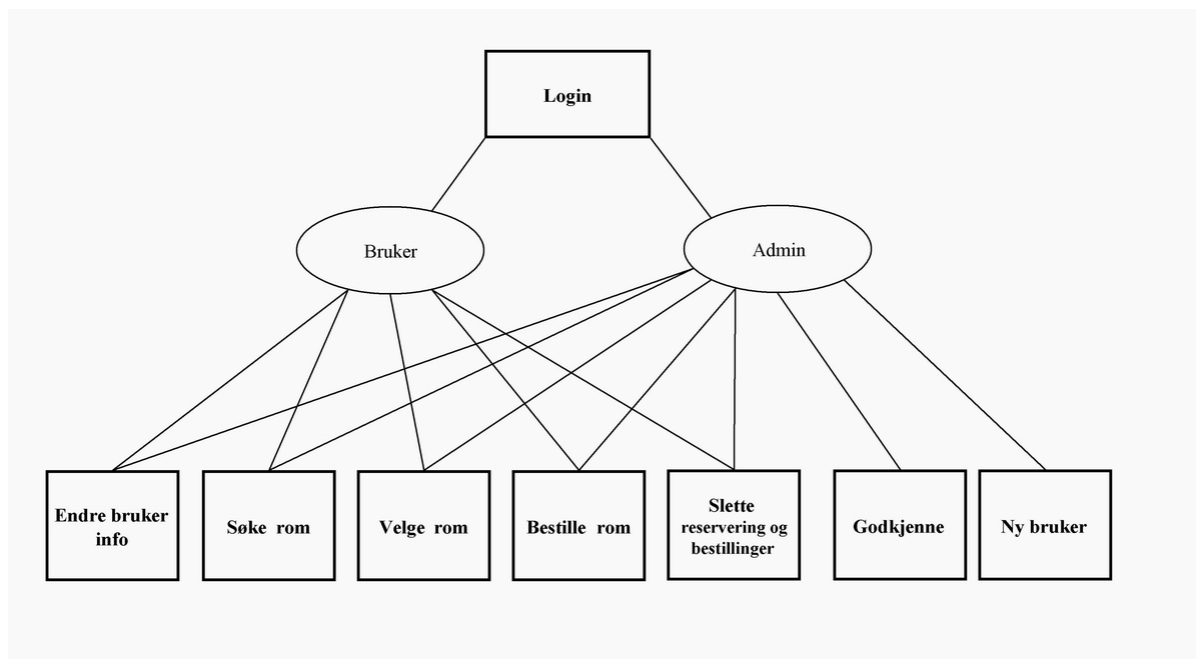 Login
Bruker
Admin
Endre bruker
info
Søke rom
Velge rom
Bestille rom
Slette
reservering og
bestillinger
Godkjenne
Ny bruker